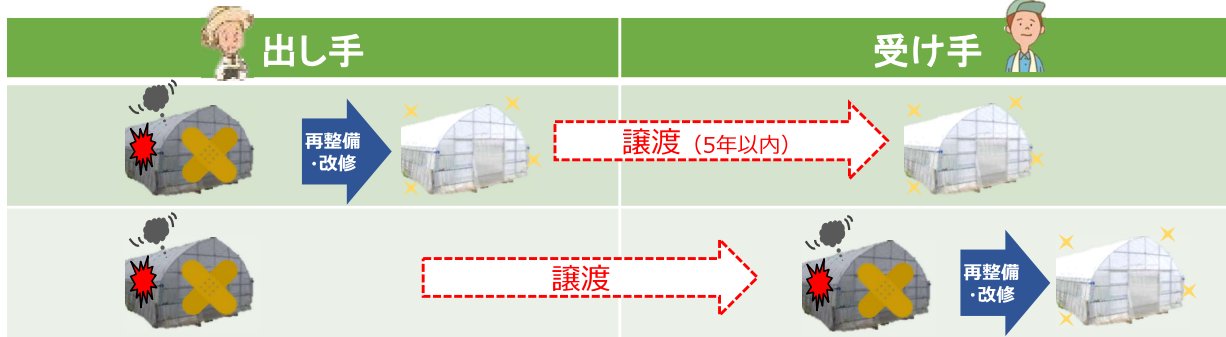 出し手
受け手
再整備
・改修
譲渡（5年以内）
譲渡
再整備
・改修